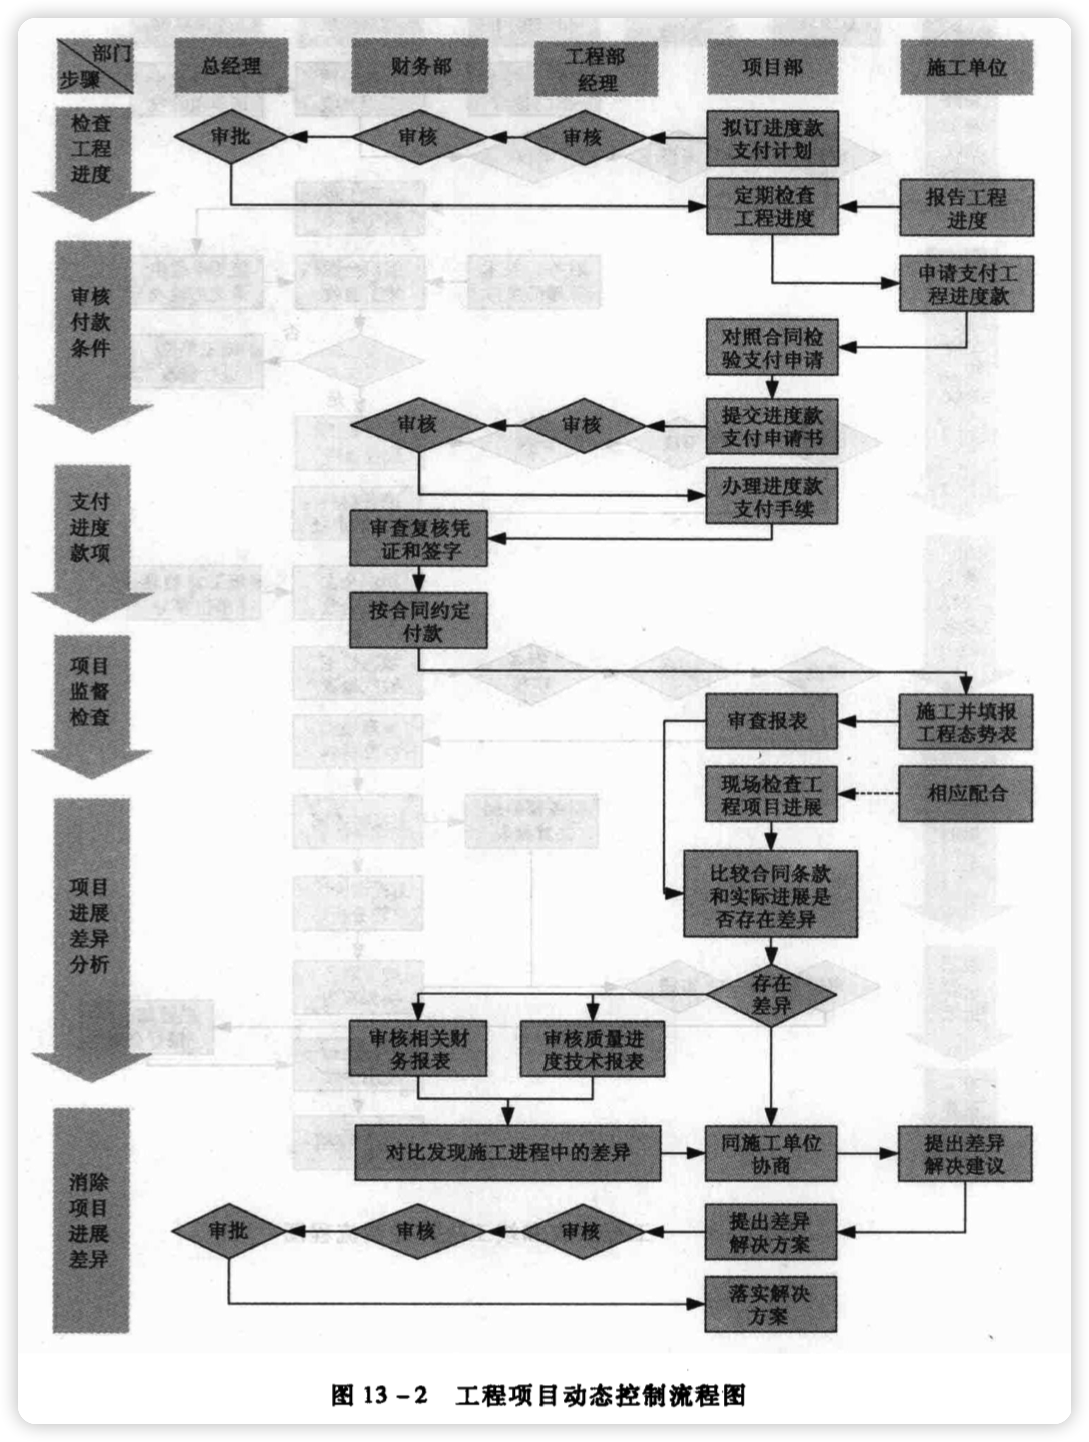 部门
步骤
总经理
财务部
工程部
经理
项目部
施工单位
检查
工程
进度
审批
审核
审核
拟订进度款
支付计划
定期检查
工程进度
报告工程
进度
审核
付款
条件
申请支付工
程进度款
对照合同检
验支付申请
审核
审核
提交进度款
支付申请书
支付
进度
款项
办理进度款
支付手续
审查复核凭
证和签字
按合同约定
付款
项目
监督
检查
审查报表
施工并填报
工程态势表
现场检查工
程项目进展
相应配合
项目
进展
差异
分析
比较合同条款
和实际进展是
否存在差异
存在
差异
审核相关财
务报表
审核质量进
度技术报表
消除
项目
进展
差异
对比发现施工进程中的差异
同施工单位
协商
提出差异
解决建议
审批
审核
审核
提出差异
解决方案
落实解决
方案
图 13-2 工程项目动态控制流程图